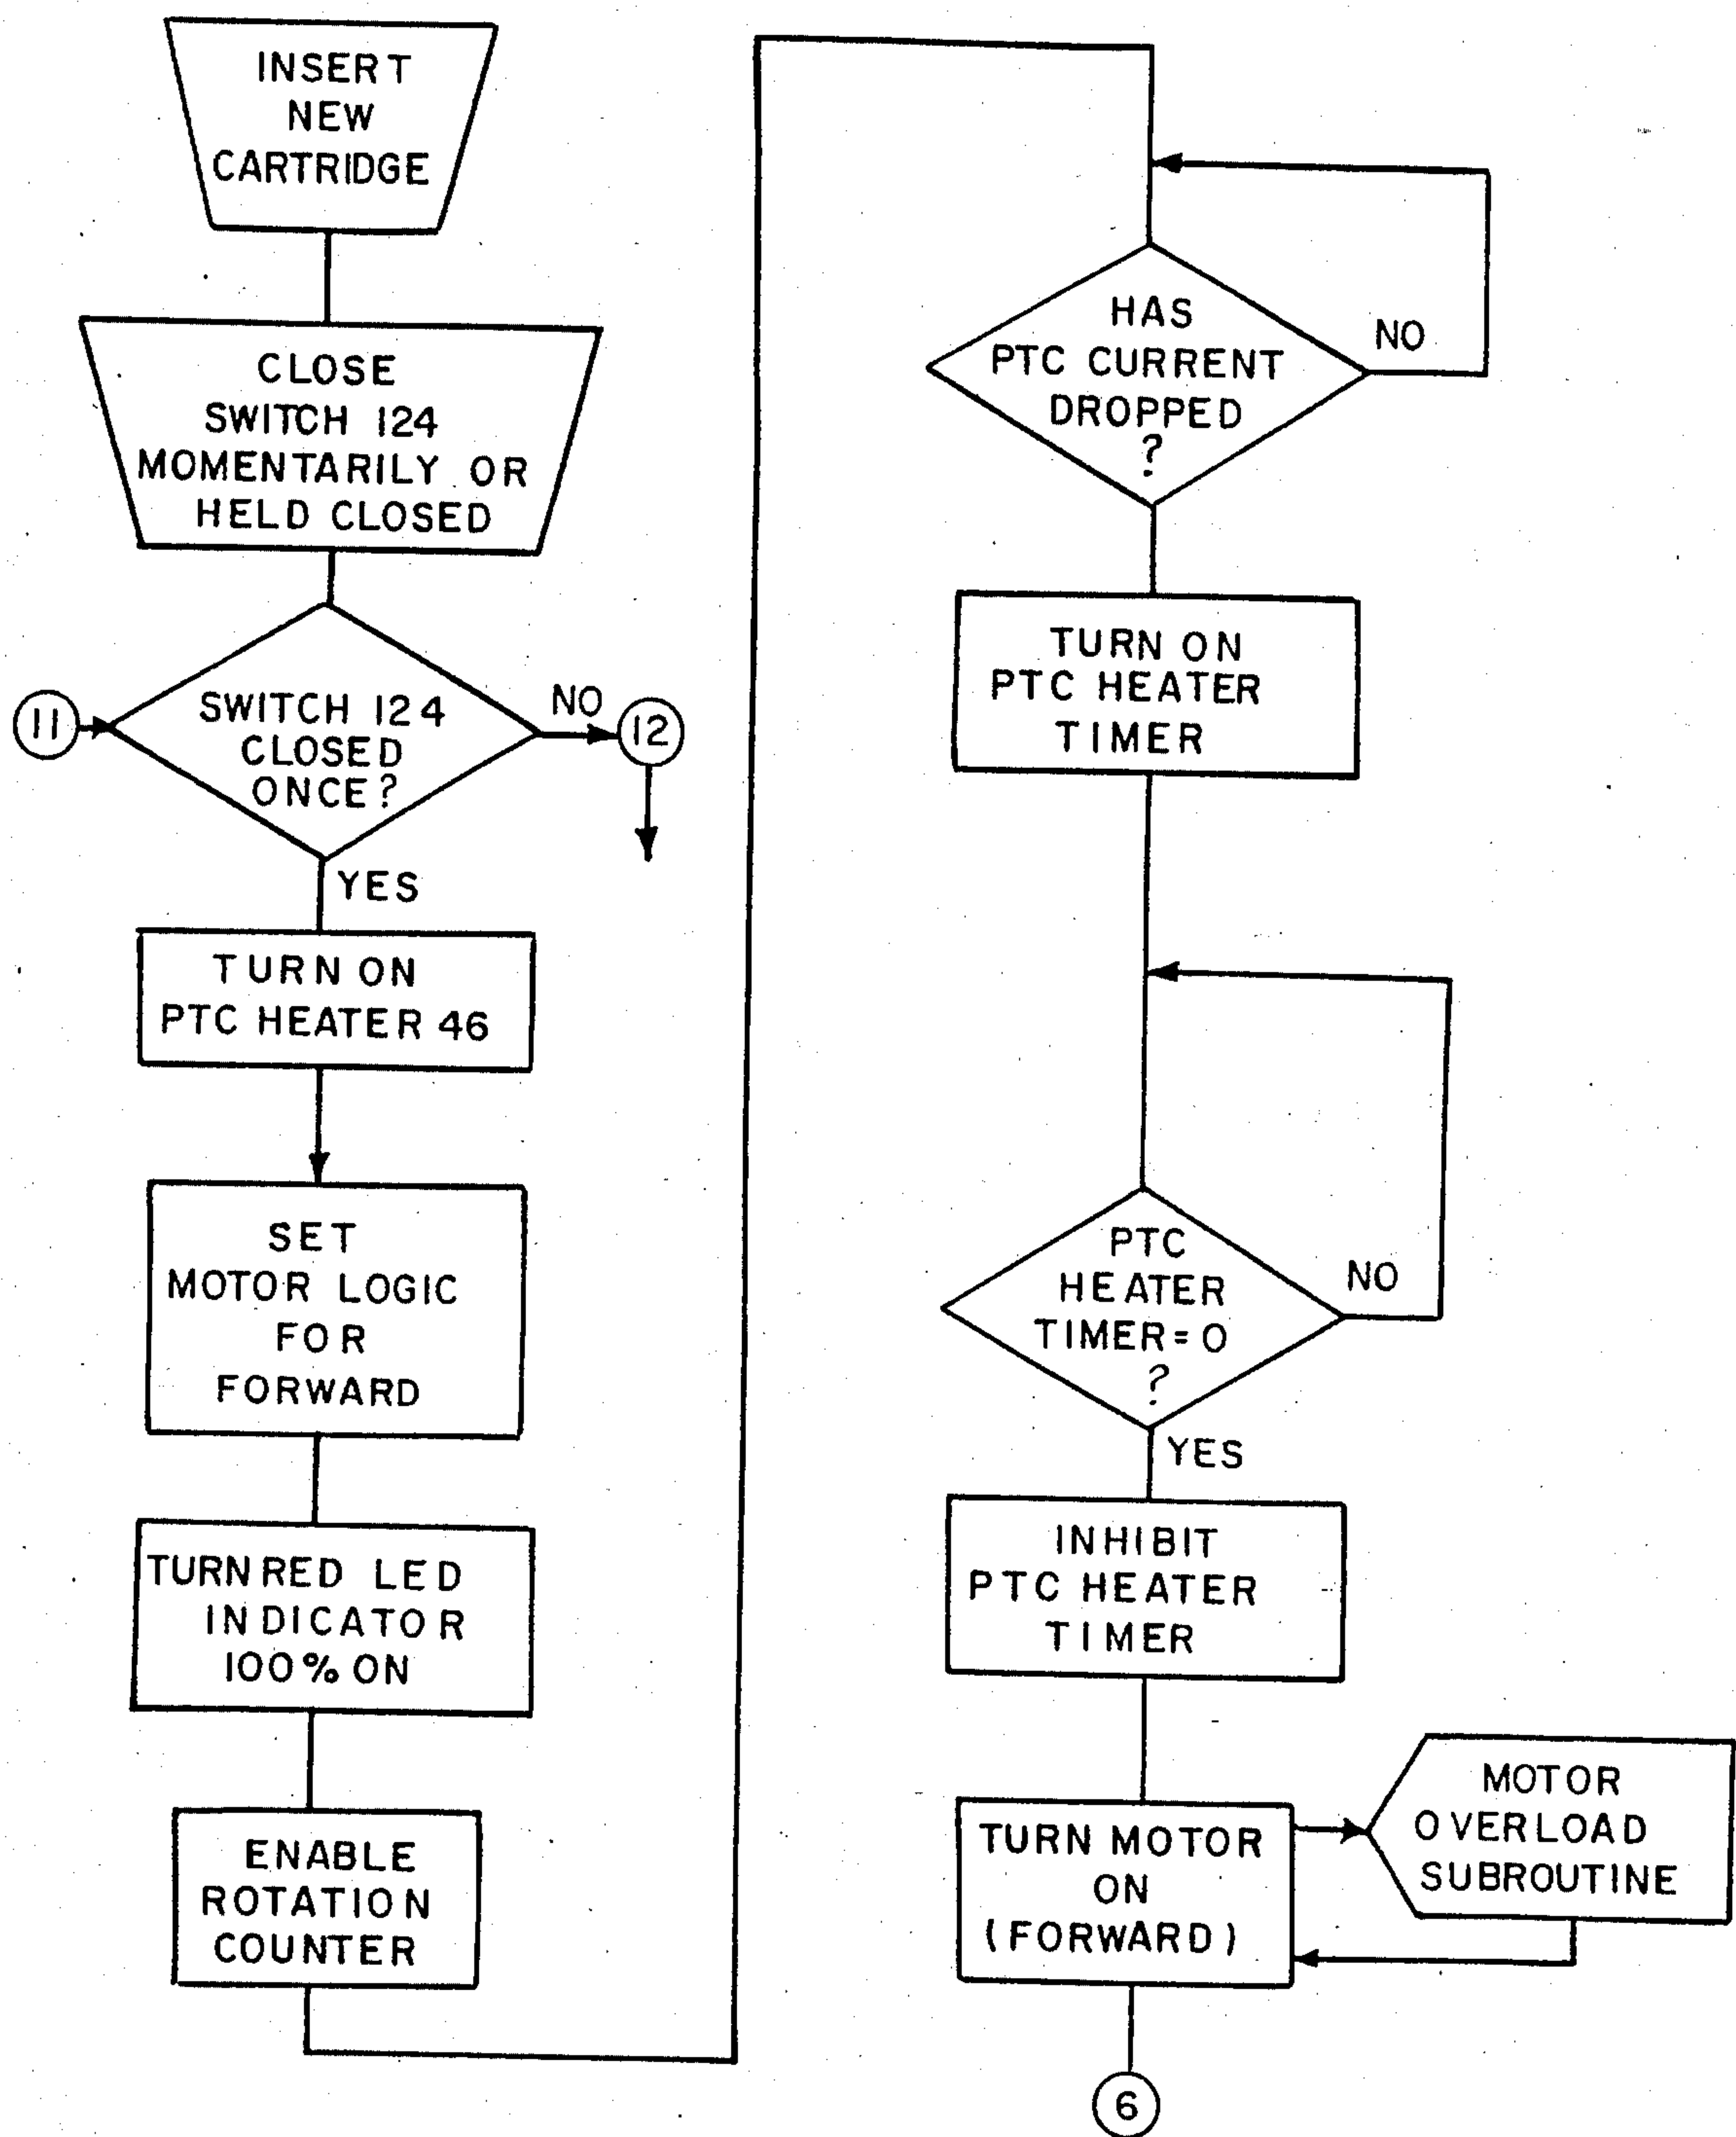 INSERT
NEW
CARTRIDGE
CLOSE
SWITCH 124
MOMENTARILY OR
HELD CLOSED
11
SWITCH 124
CLOSED
ONCE?
NO
12
YES
TURN ON
PTC HEATER 46
SET
MOTOR LOGIC
FOR
FORWARD
TURN RED LED
INDICATOR
100% ON
ENABLE
ROTATION
COUNTER
HAS
PTC CURRENT
DROPPED
?
NO
TURN ON
PTC HEATER
TIMER
PTC
HEATER
TIMER=0
?
NO
YES
INHIBIT
PTC HEATER
TIMER
TURN MOTOR
ON
(FORWARD)
MOTOR
OVERLOAD
SUBROUTINE
6